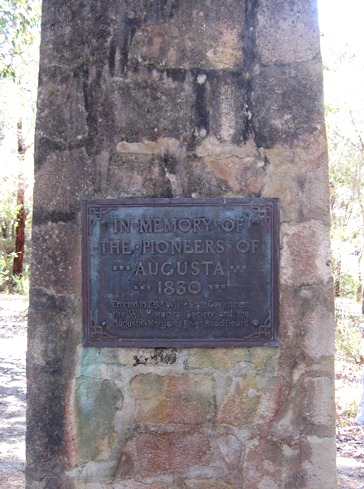 IN MEMORY OF
THE PIONEERS OF
AUGUSTA
1830
Erected in by the State Government
the W.A. Historical Society and the
Augusta-Margaret River Road Board